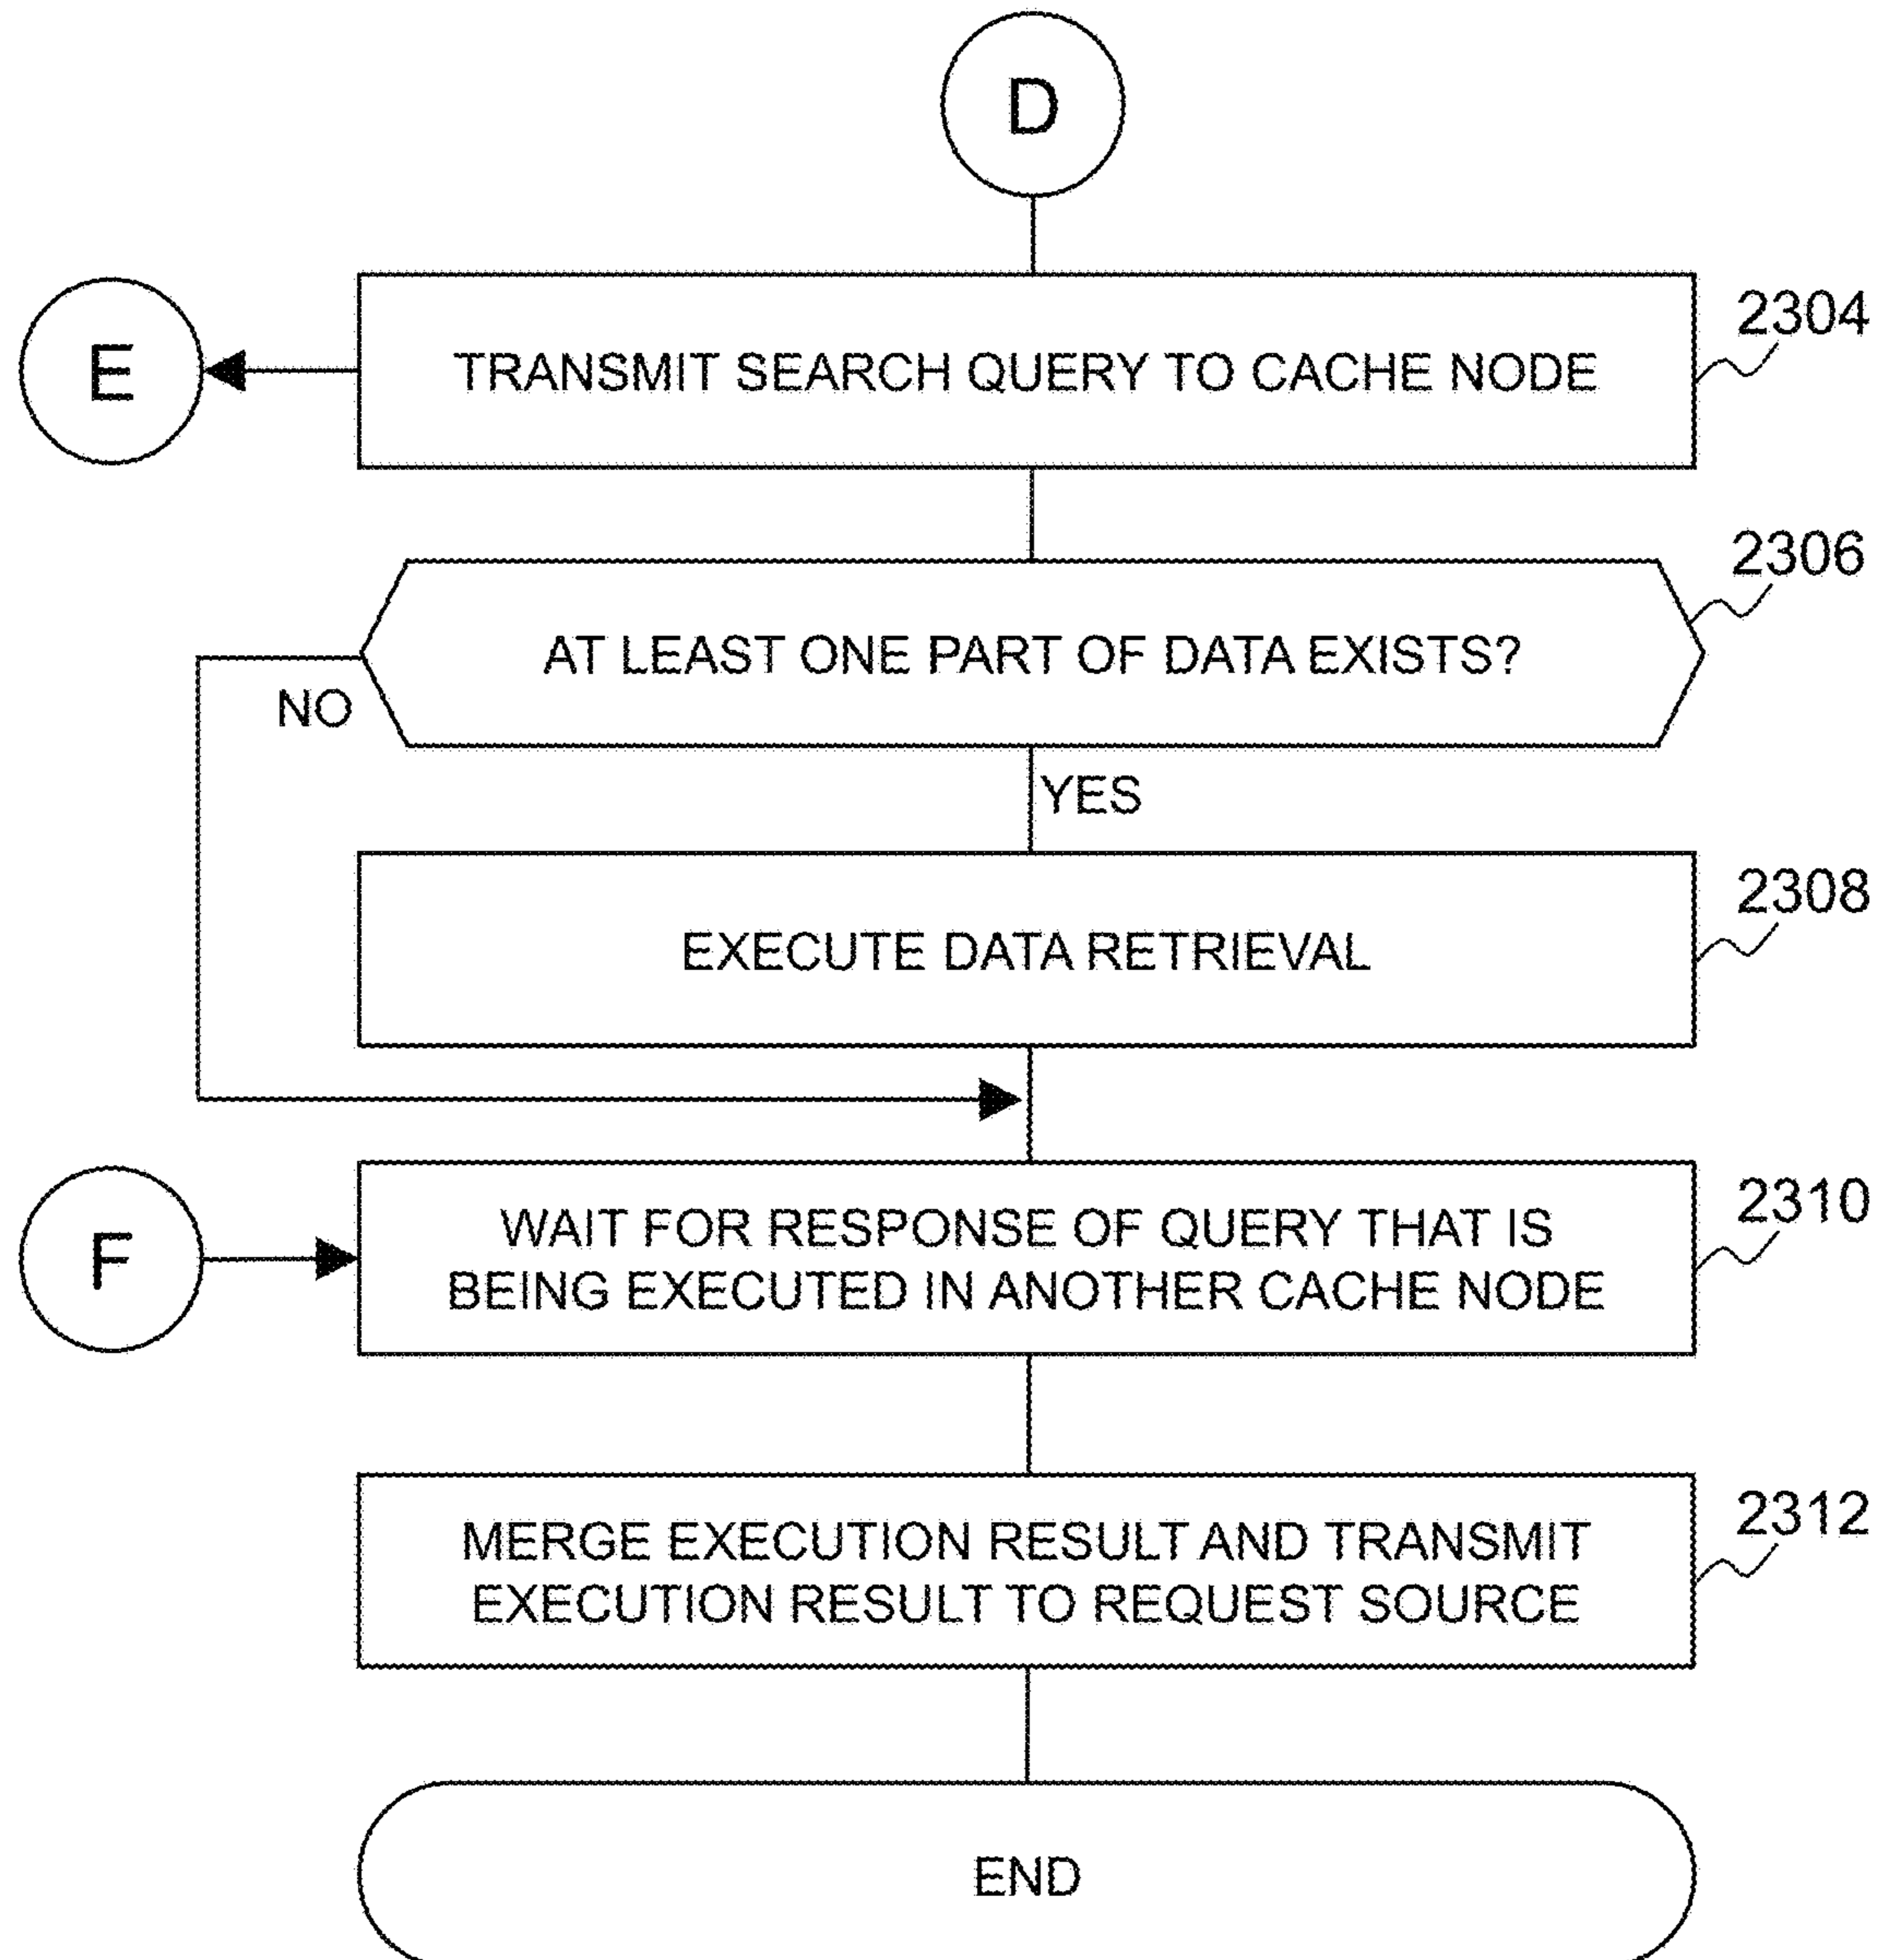 D
2304
E
TRANSMIT SEARCH QUERY TO CACHE NODE
2306
AT LEAST ONE PART OF DATA EXISTS?
NO
YES
2308
EXECUTE DATA RETRIEVAL
2310
F
WAIT FOR RESPONSE OF QUERY THAT IS
BEING EXECUTED IN ANOTHER CACHE NODE
2312
MERGE EXECUTION RESULT AND TRANSMIT
EXECUTION RESULT TO REQUEST SOURCE
END